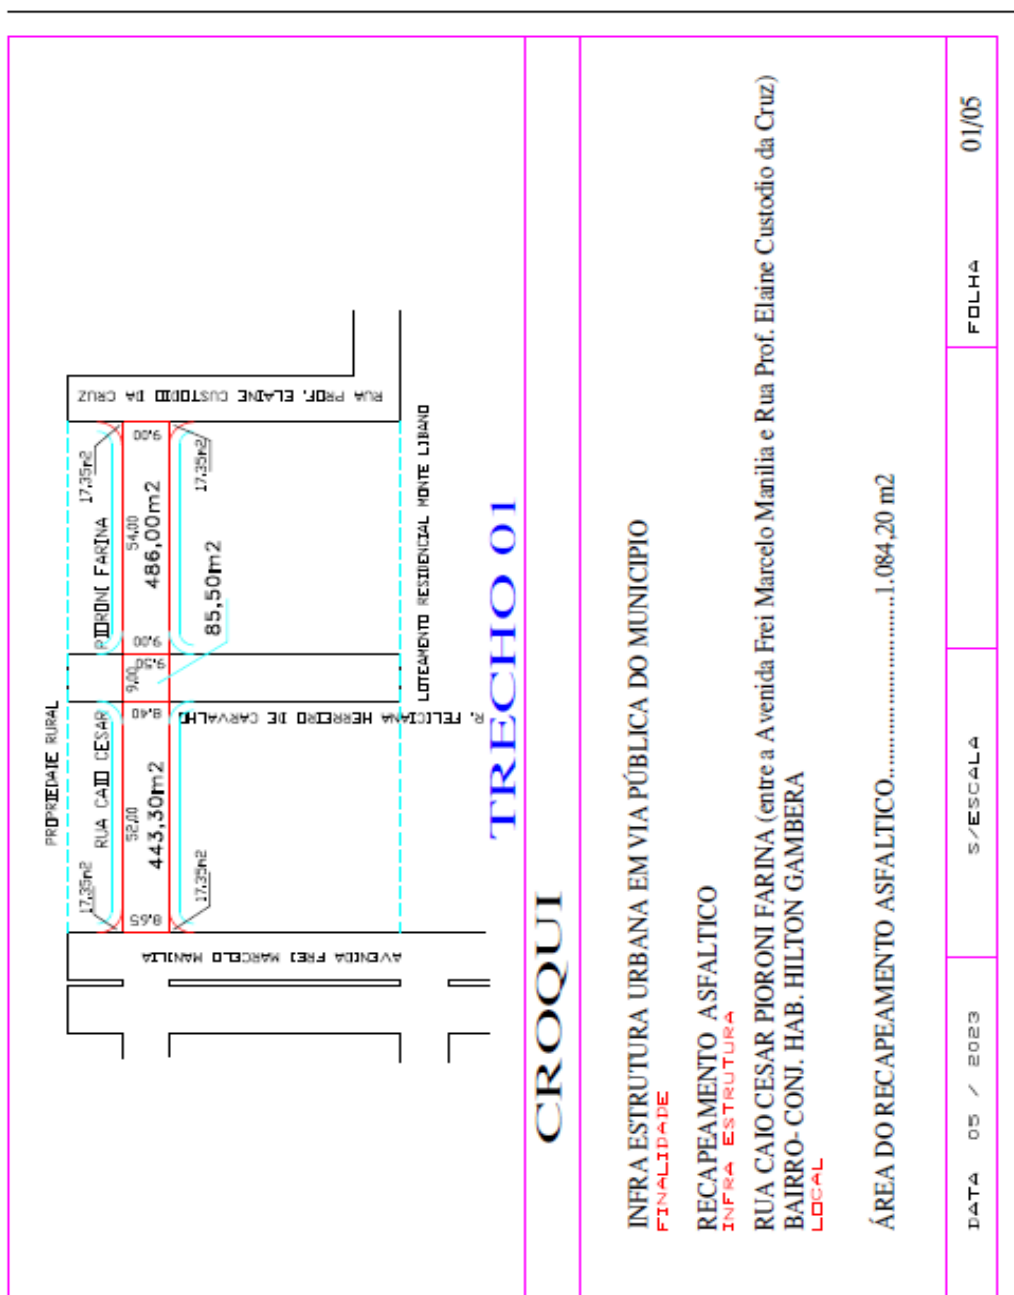 PROPRIEDADE RURAL
RUA CAIO CESAR
PIORONI FARINA
17,35m2
17,35m2
8,65
52,00
443,30m2
8,40
9,00
9,50
9,00
54,00
486,00m2
9,00
85,50m2
17,35m2
17,35m2
AVENIDA FREI MARCELO MANILIA
R. FELICIANA HERREIRO DE CARVALHO
RUA PROF. ELAINE CUSTODIO DA CRUZ
LOTEAMENTO RESIDENCIAL MONTE LIBANO
TRECHO 01
CROQUI
INFRA ESTRUTURA URBANA EM VIA PÚBLICA DO MUNICIPIO
FINALIDADE
RECAPEAMENTO ASFALTICO
INFRA ESTRUTURA
RUA CAIO CESAR PIORONI FARINA (entre a Avenida Frei Marcelo Manilia e Rua Prof. Elaine Custodio da Cruz)
BAIRRO- CONJ. HAB. HILTON GAMBERA
LOCAL
ÁREA DO RECAPEAMENTO ASFALTICO.......................................1.084,20 m2
DATA 05 / 2023
S/ESCALA
FOLHA 01/05